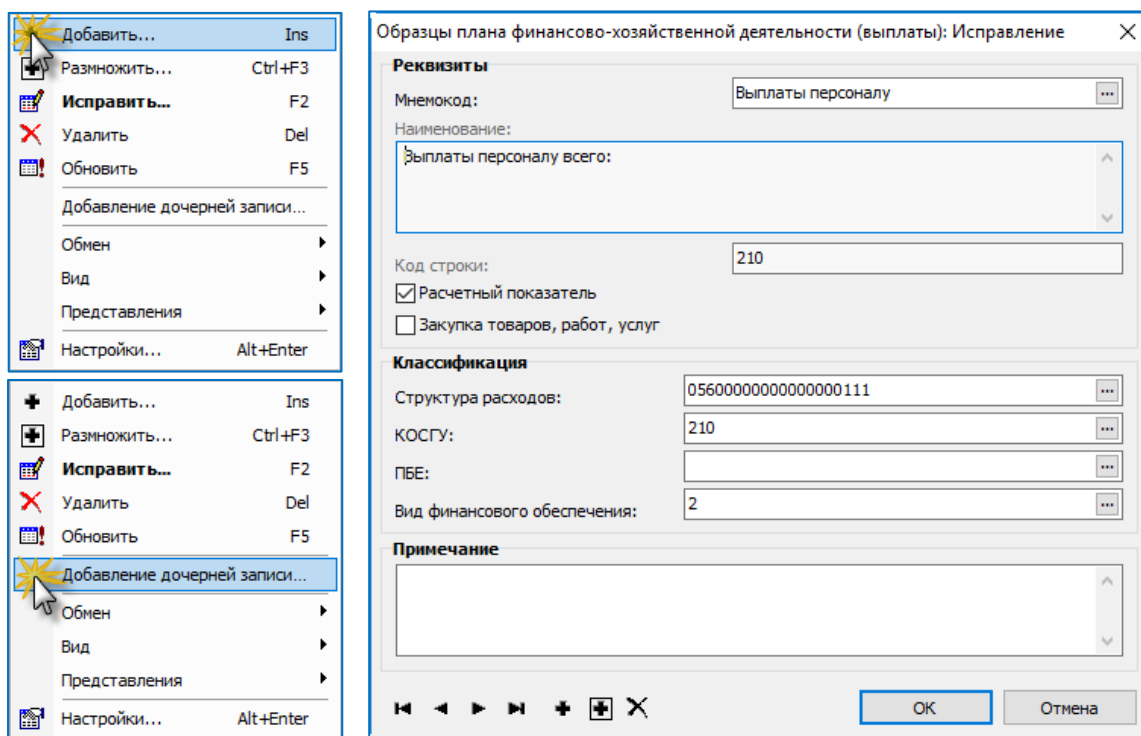 Добавить... Ins
Размножить... Ctrl+F3
Исправить... F2
Удалить Del
Обновить F5
Добавление дочерней записи...
Обмен
Вид
Представления
Настройки... Alt+Enter
Добавить... Ins
Размножить... Ctrl+F3
Исправить... F2
Удалить Del
Обновить F5
Добавление дочерней записи...
Обмен
Вид
Представления
Настройки... Alt+Enter
Образцы плана финансово-хозяйственной деятельности (выплаты): Исправление
Реквизиты
Мнемокод: Выплаты персоналу ...
Наименование:
Выплаты персоналу всего:
Код строки: 210
Расчетный показатель
Закупка товаров, работ, услуг
Классификация
Структура расходов: 05600000000000000111 ...
КОСГУ: 210 ...
ПБЕ: ...
Вид финансового обеспечения: 2 ...
Примечание
ОК Отмена